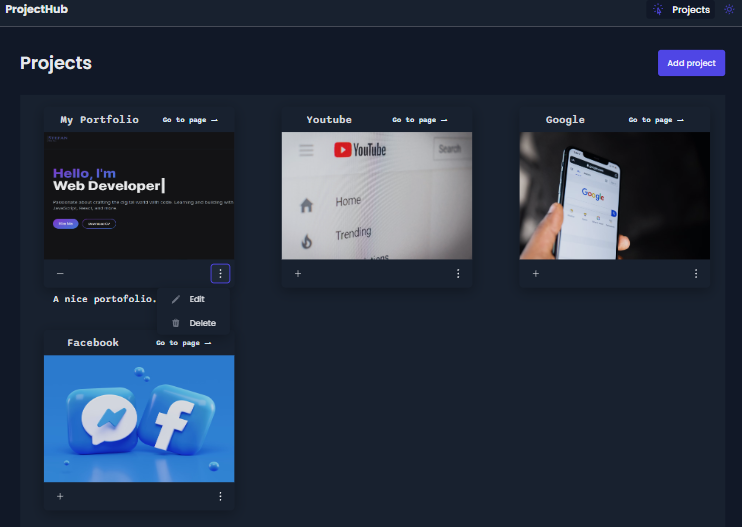 ProjectHub
Projects
Projects
Add project
My Portfolio
Go to page →
Youtube
Go to page →
Google
Go to page →
Hello, I'm
Web Developer|
Passionate about crafting the digital world with code. Learning and building with
JavaScript, React, and more.
YouTube
Search
Home
Trending
Google
A nice portofolio.
Edit
Delete
Facebook
Go to page →